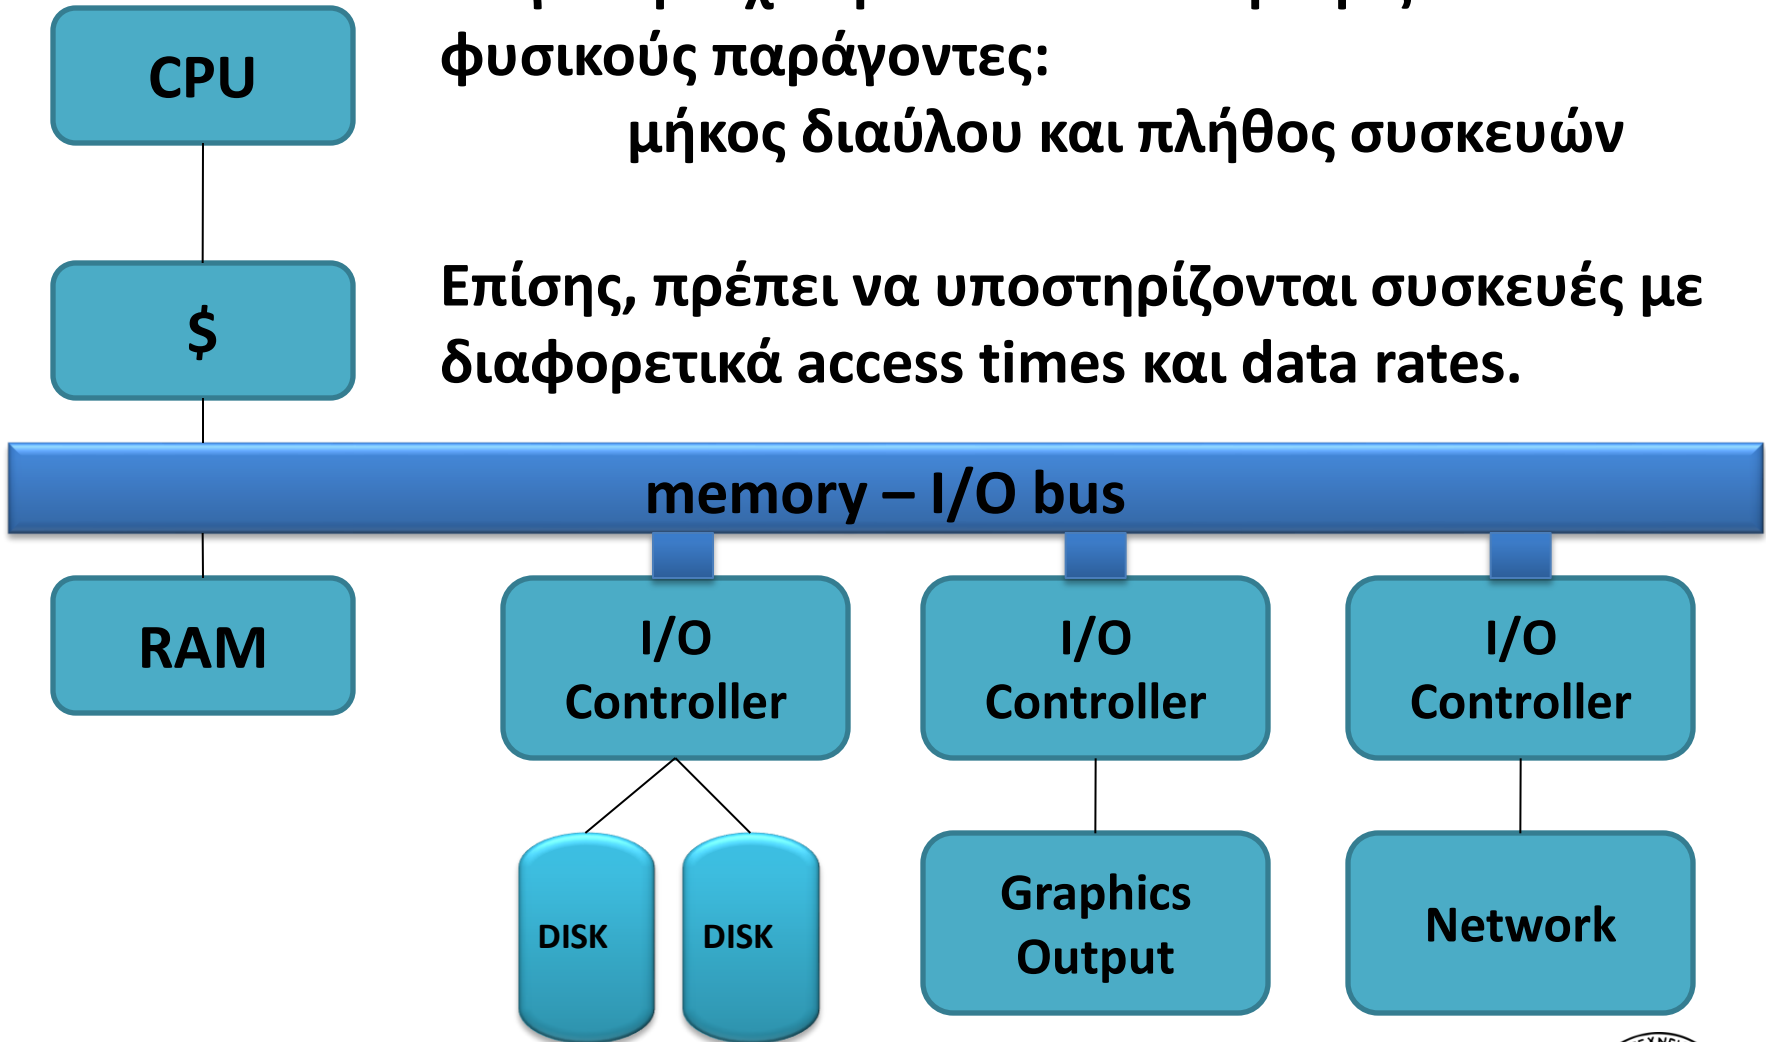 CPU
φυσικούς παράγοντες:
μήκος διαύλου και πλήθος συσκευών
$
Επίσης, πρέπει να υποστηρίζονται συσκευές με
διαφορετικά access times και data rates.
memory – I/O bus
RAM
I/O
Controller
I/O
Controller
I/O
Controller
DISK
DISK
Graphics
Output
Network